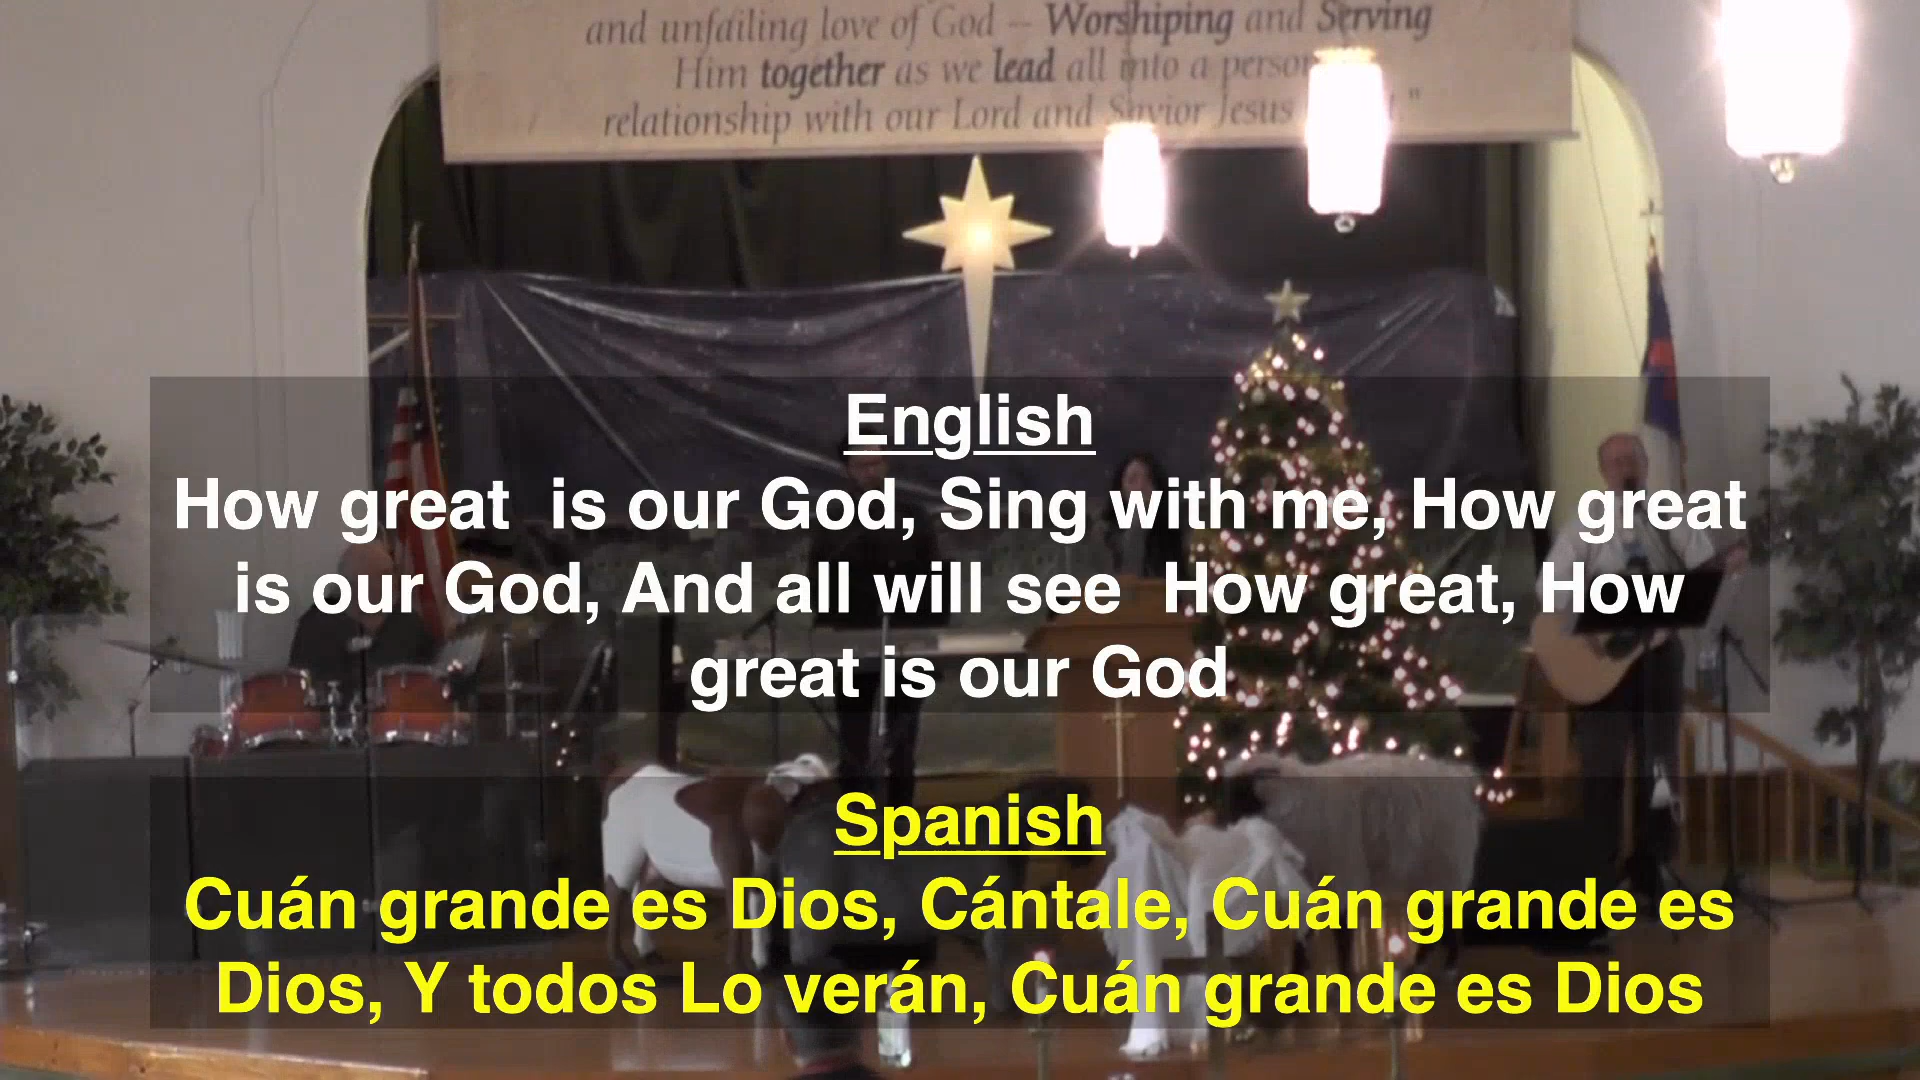 and unfailing love of God – Worshiping and Serving
Him together as we lead all into a
relationship with our Lord and Savior Jesus
English
How great is our God, Sing with me, How great
is our God, And all will see How great, How
great is our God
Spanish
Cuán grande es Dios, Cántale, Cuán grande es
Dios, Y todos Lo verán, Cuán grande es Dios